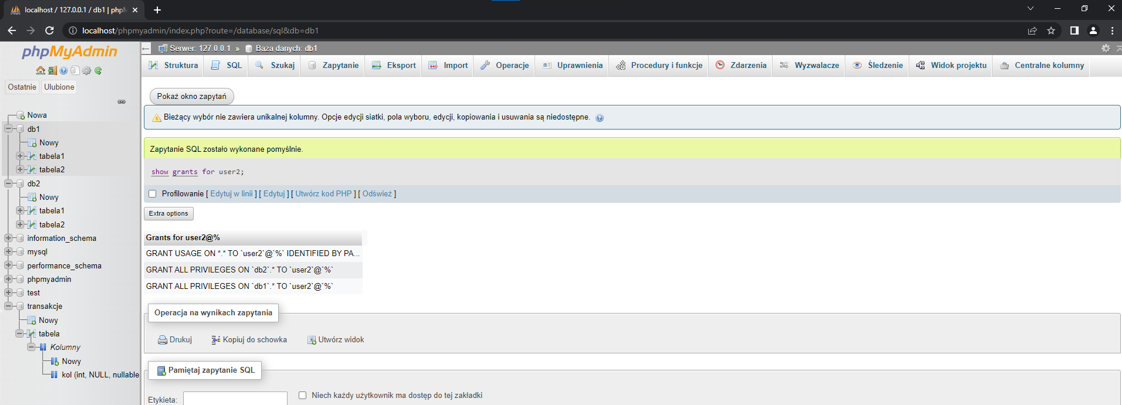 localhost / 127.0.0.1 / db1 | phpM
localhost/phpmyadmin/index.php?route=/database/sql&db=db1
phpMyAdmin
Ostatnie Ulubione
Nowa
db1
Nowy
tabela1
tabela2
db2
Nowy
tabela1
tabela2
information_schema
mysql
performance_schema
phpmyadmin
test
transakcje
Nowy
tabela
Kolumny
Nowy
kol (int, NULL, nullable
Serwer: 127.0.0.1 » Baza danych: db1
Struktura SQL Szukaj Zapytanie Eksport Import Operacje Uprawnienia Procedury i funkcje Zdarzenia Wyzwalacze Śledzenie Widok projektu Centralne kolumny
Pokaż okno zapytań
Bieżący wybór nie zawiera unikalnej kolumny. Opcje edycji siatki, pola wyboru, edycji, kopiowania i usuwania są niedostępne.
Zapytanie SQL zostało wykonane pomyślnie.
show grants for user2;
Profilowanie [ Edytuj w linii ] [ Edytuj ] [ Utwórz kod PHP ] [ Odśwież ]
Extra options
Grants for user2@%
GRANT USAGE ON *.* TO `user2`@`%` IDENTIFIED BY PA...
GRANT ALL PRIVILEGES ON `db2`.* TO `user2`@`%`
GRANT ALL PRIVILEGES ON `db1`.* TO `user2`@`%`
Operacja na wynikach zapytania
Drukuj Kopiuj do schowka Utwórz widok
Pamiętaj zapytanie SQL
Etykieta: Niech każdy użytkownik ma dostęp do tej zakładki